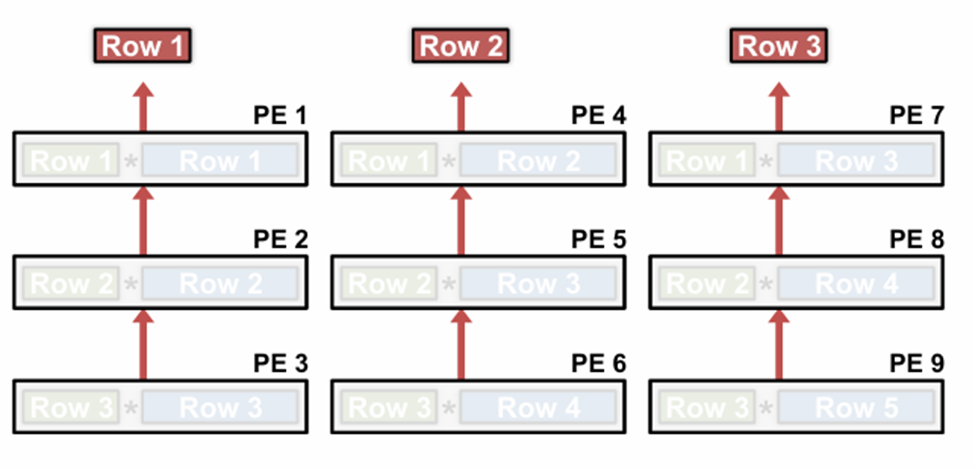 Row 1 Row 2 Row 3
PE 1 PE 4 PE 7
Row 1 * Row 1 Row 1 * Row 2 Row 1 * Row 3
PE 2 PE 5 PE 8
Row 2 * Row 2 Row 2 * Row 3 Row 2 * Row 4
PE 3 PE 6 PE 9
Row 3 * Row 3 Row 3 * Row 4 Row 3 * Row 5